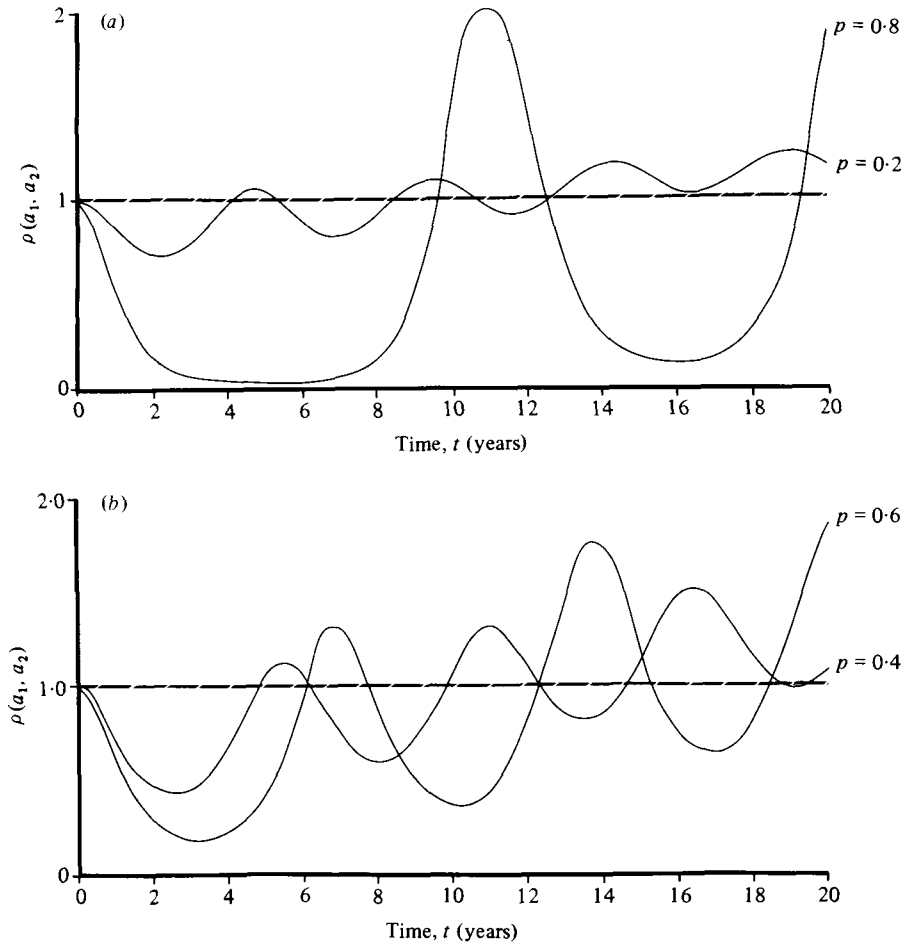 (a)
2
1
0
ρ (a₁, a₂)
p = 0·8
p = 0·2
0 2 4 6 8 10 12 14 16 18 20
Time, t (years)
(b)
2·0
1·0
0
ρ (a₁, a₂)
p = 0·6
p = 0·4
0 2 4 6 8 10 12 14 16 18 20
Time, t (years)